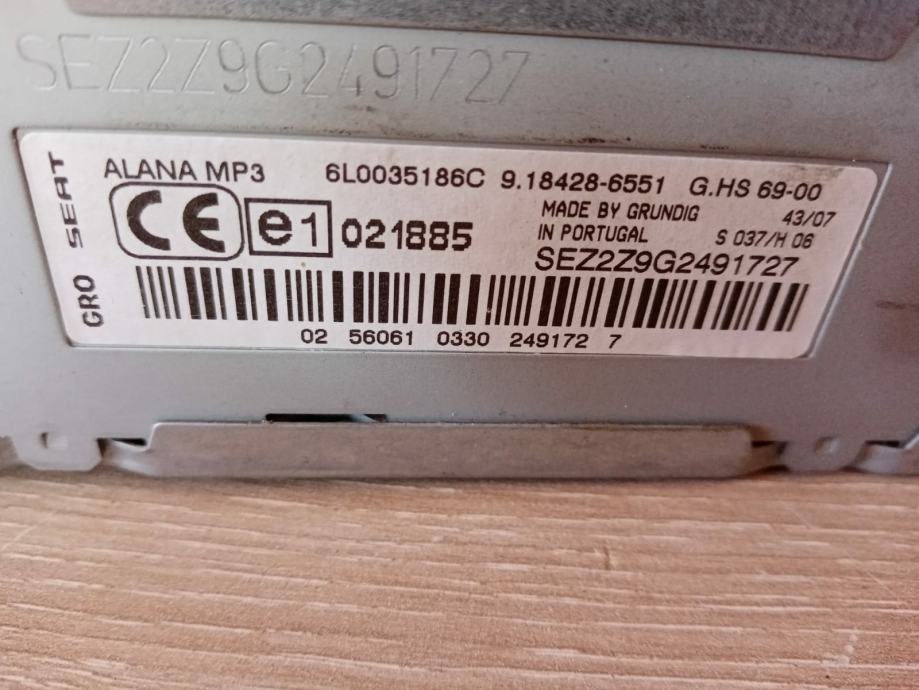 SEZ2Z9G2491727
GRO SEAT
ALANA MP3 6L0035186C 9.18428-6551 G.HS 69-00
CE e1 021885
MADE BY GRUNDIG 43/07
IN PORTUGAL S 037/H 06
SEZ2Z9G2491727
02 56061 0330 249172 7